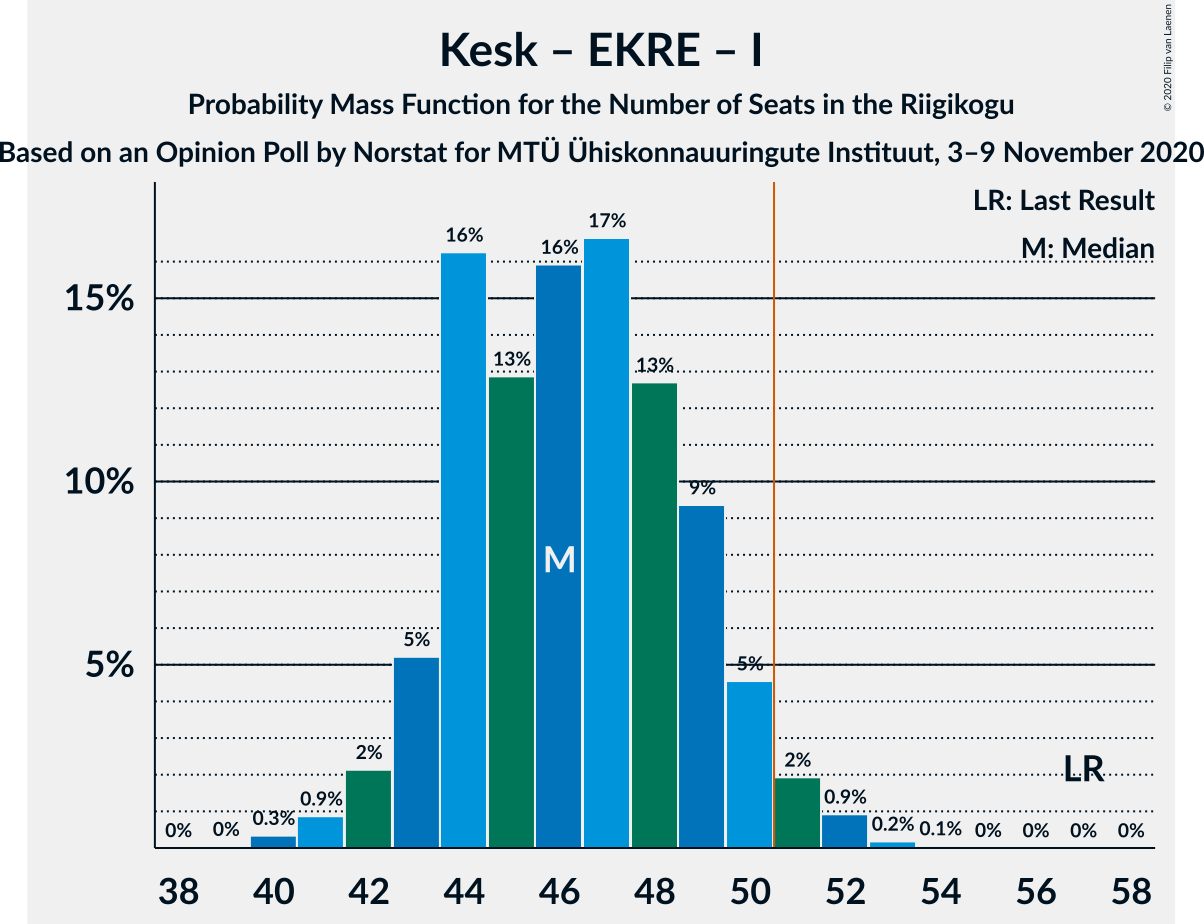 Kesk – EKRE – I
Probability Mass Function for the Number of Seats in the Riigikogu
Based on an Opinion Poll by Norstat for MTÜ Ühiskonnauuringute Instituut, 3–9 November 2020
© 2020 Filip van Laenen
LR: Last Result
M: Median
15%
10%
5%
0%
0%
0.3%
0.9%
2%
5%
16%
13%
16%
17%
13%
9%
5%
2%
0.9%
0.2%
0.1%
0%
0%
0%
0%
M
LR
38 40 42 44 46 48 50 52 54 56 58